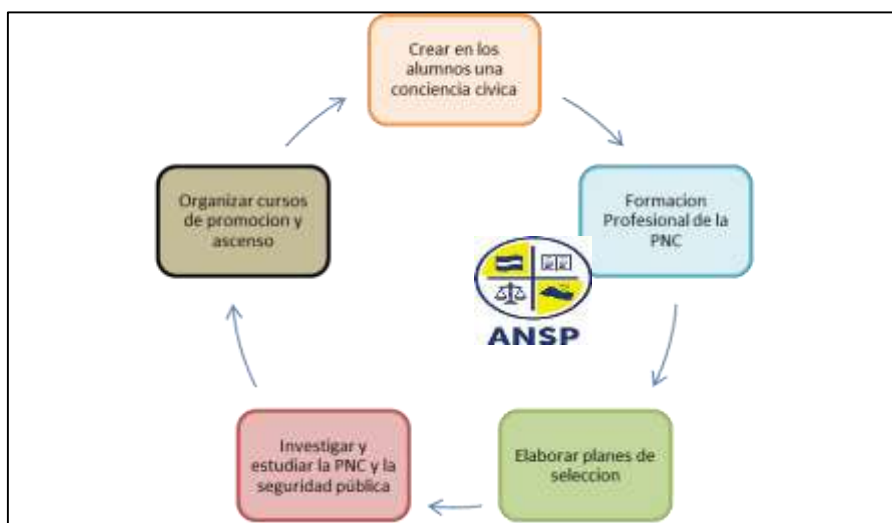 Crear en los
alumnos una
conciencia cívica
Formacion
Profesional de la
PNC
Elaborar planes de
seleccion
Investigar y
estudiar la PNC y la
seguridad pública
Organizar cursos
de promocion y
ascenso
ANSP